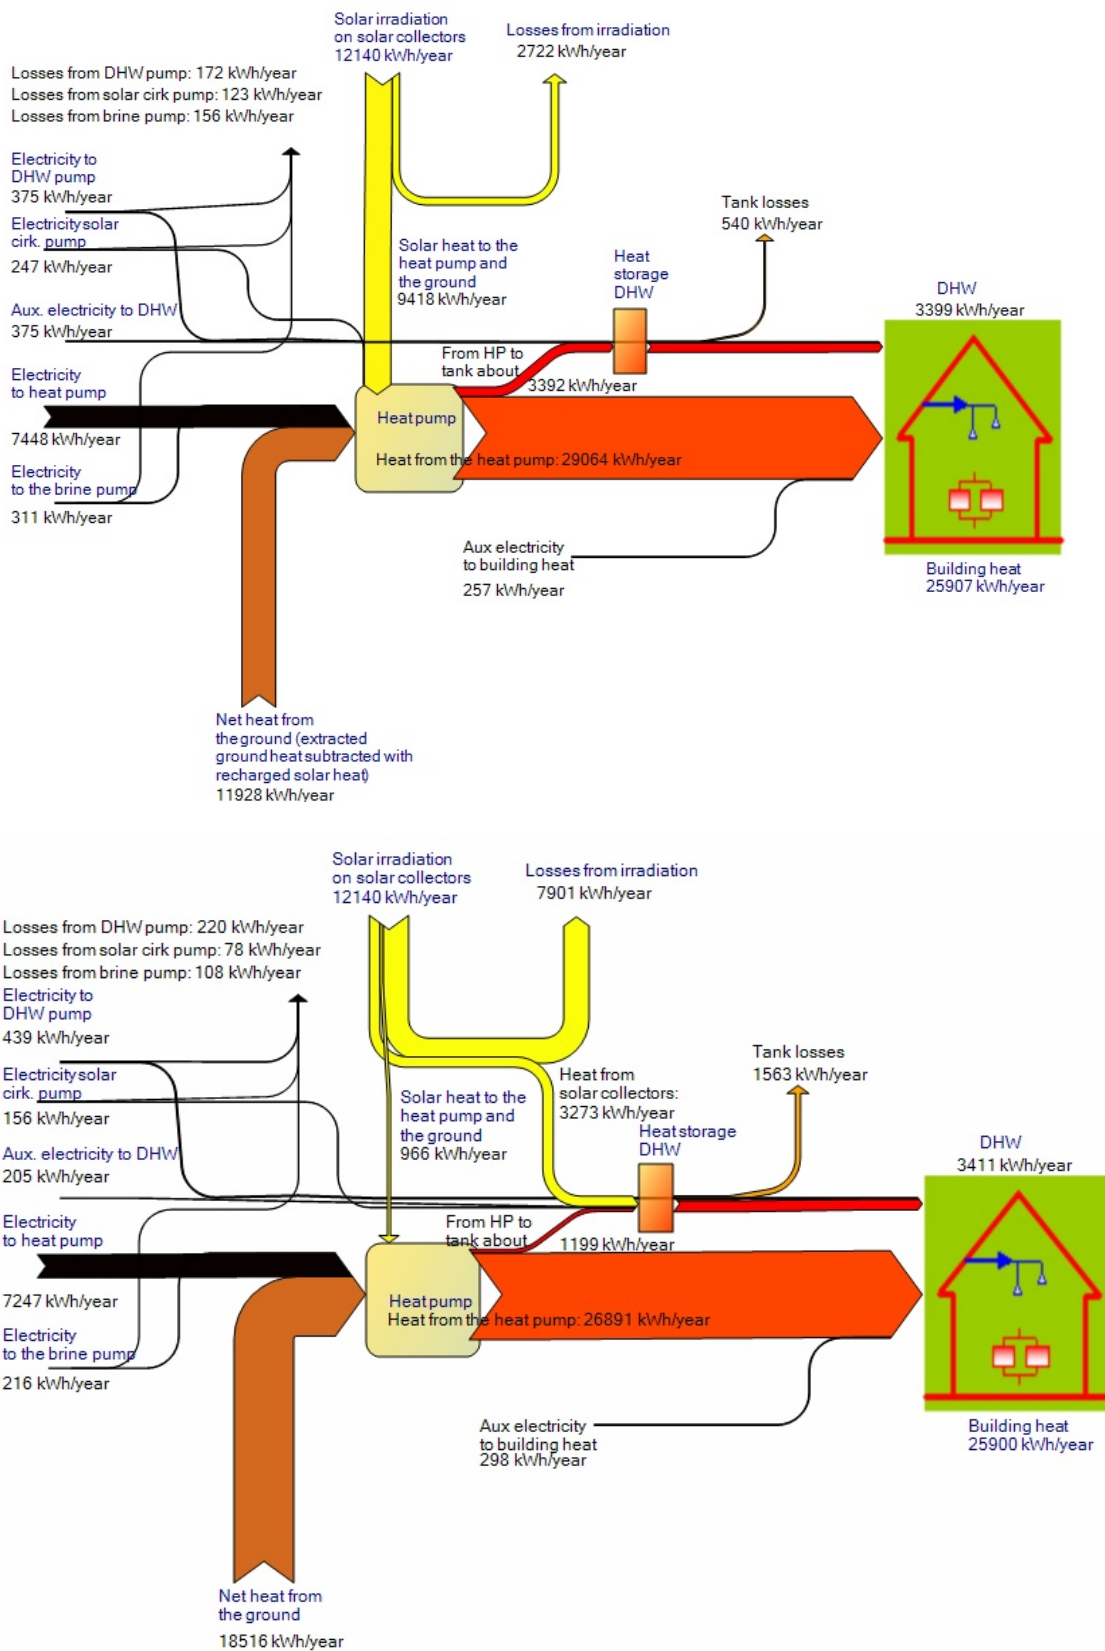 Solar irradiation
on solar collectors
12140 kWh/year
Losses from irradiation
2722 kWh/year
Losses from DHW pump: 172 kWh/year
Losses from solar cirk pump: 123 kWh/year
Losses from brine pump: 156 kWh/year
Electricity to
DHW pump
375 kWh/year
Electricity solar
cirk. pump
247 kWh/year
Aux. electricity to DHW
375 kWh/year
Electricity
to heat pump
7448 kWh/year
Electricity
to the brine pump
311 kWh/year
Solar heat to the
heat pump and
the ground
9418 kWh/year
Tank losses
540 kWh/year
Heat
storage
DHW
DHW
3399 kWh/year
From HP to
tank about
3392 kWh/year
Heat pump
Heat from the heat pump: 29064 kWh/year
Aux electricity
to building heat
257 kWh/year
Building heat
25907 kWh/year
Net heat from
the ground (extracted
ground heat subtracted with
recharged solar heat)
11928 kWh/year
Solar irradiation
on solar collectors
12140 kWh/year
Losses from irradiation
7901 kWh/year
Losses from DHW pump: 220 kWh/year
Losses from solar cirk pump: 78 kWh/year
Losses from brine pump: 108 kWh/year
Electricity to
DHW pump
439 kWh/year
Electricity solar
cirk. pump
156 kWh/year
Aux. electricity to DHW
205 kWh/year
Electricity
to heat pump
7247 kWh/year
Electricity
to the brine pump
216 kWh/year
Solar heat to the
heat pump and
the ground
966 kWh/year
Heat from
solar collectors:
3273 kWh/year
Tank losses
1563 kWh/year
Heat storage
DHW
DHW
3411 kWh/year
From HP to
tank about
1199 kWh/year
Heat pump
Heat from the heat pump: 26891 kWh/year
Aux electricity
to building heat
298 kWh/year
Building heat
25900 kWh/year
Net heat from
the ground
18516 kWh/year